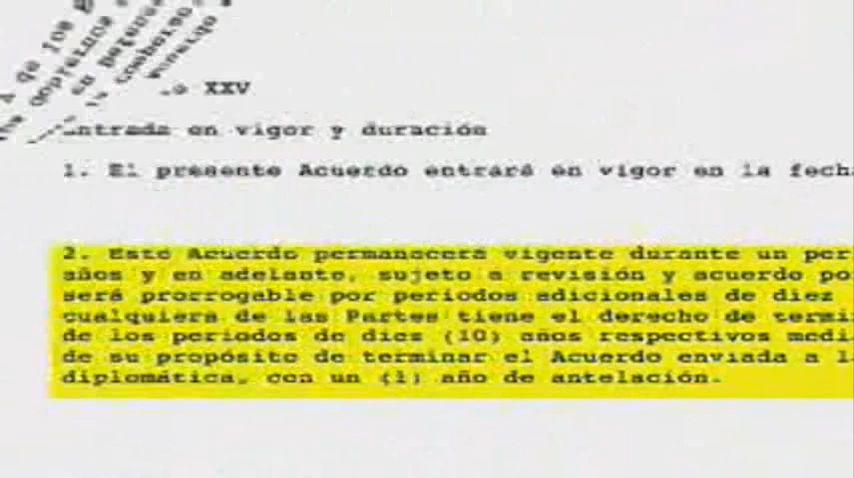 XXV
entrada en vigor y duración
1. El presente Acuerdo entrará en vigor en la fech
2. Este Acuerdo permanecerá vigente durante un per
años y en adelante, sujeto a revisión y acuerdo po
será prorrogable por periodos adicionales de diez
cualquiera de las Partes tiene el derecho de termi
de los periodos de diez (10) años respectivos medi
de su propósito de terminar el Acuerdo enviada a l
diplomática, con un (1) año de antelación.